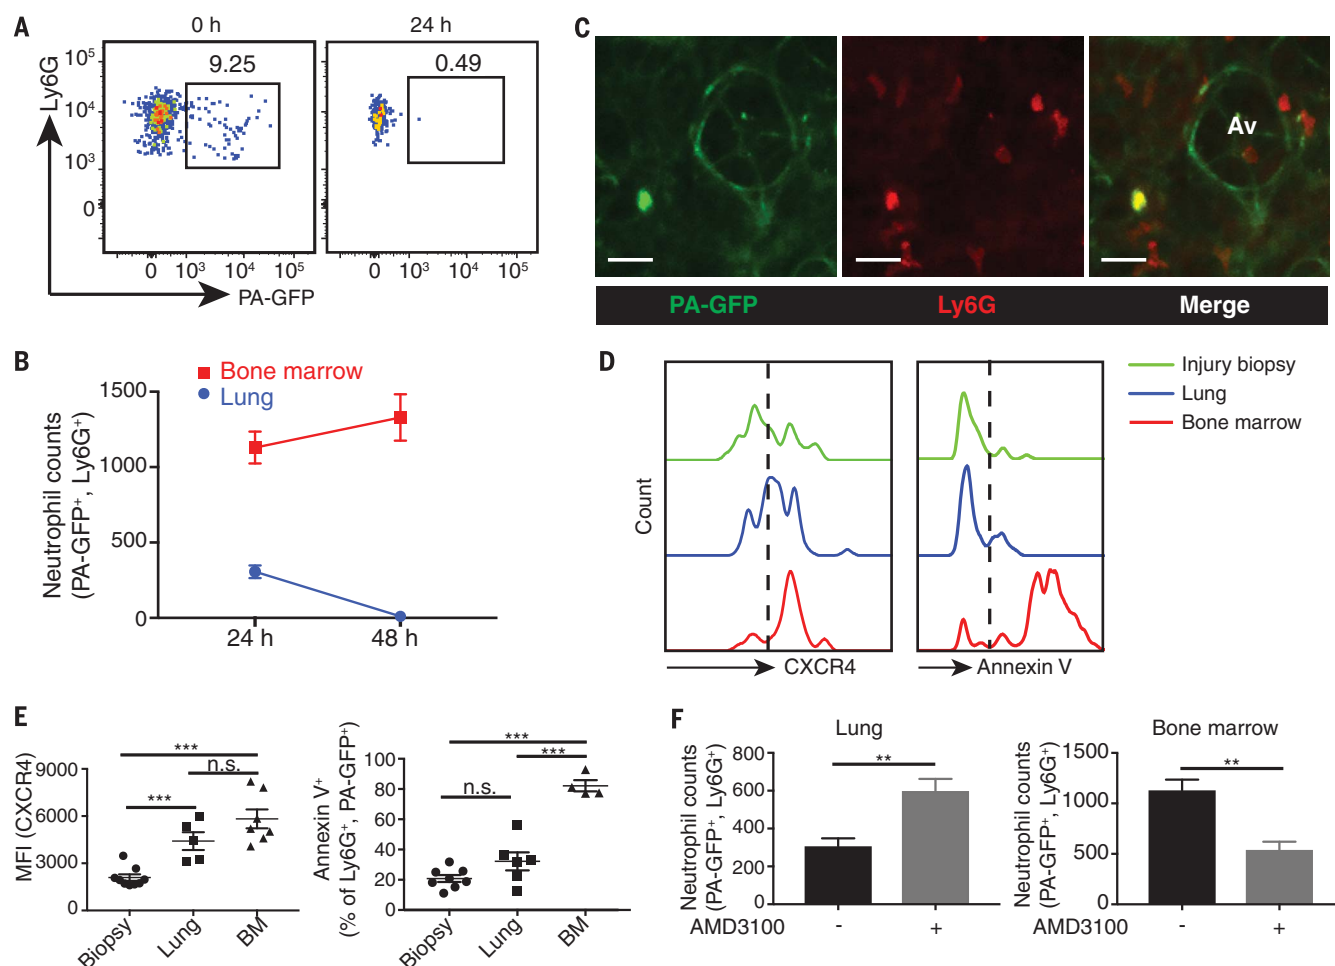 A
0 h
24 h
Ly6G
10⁵
10⁴
10³
0
9.25
0.49
0 10³ 10⁴ 10⁵
0 10³ 10⁴ 10⁵
PA-GFP
C
Av
PA-GFP
Ly6G
Merge
B
Bone marrow
Lung
Neutrophil counts
(PA-GFP⁺, Ly6G⁺)
1500
1000
500
0
24 h
48 h
D
Count
CXCR4
Annexin V
Injury biopsy
Lung
Bone marrow
E
MFI (CXCR4)
9000
6000
3000
0
***
n.s.
***
Biopsy
Lung
BM
Annexin V⁺
(% of Ly6G⁺, PA-GFP⁺)
100
80
60
40
20
0
***
***
n.s.
Biopsy
Lung
BM
F
Lung
Neutrophil counts
(PA-GFP⁺, Ly6G⁺)
800
600
400
200
0
**
AMD3100 - +
Bone marrow
Neutrophil counts
(PA-GFP⁺, Ly6G⁺)
1500
1000
500
0
**
AMD3100 - +